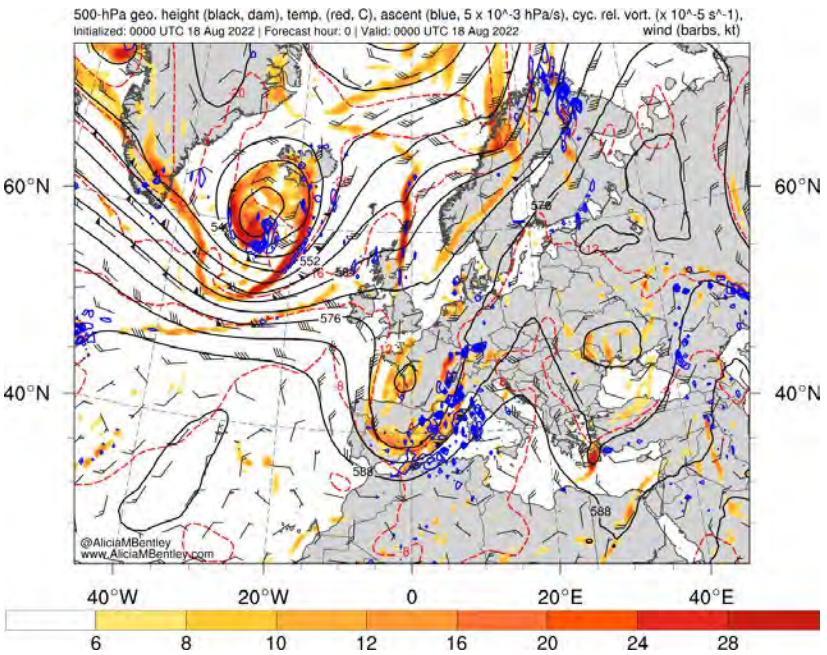 500-hPa geo. height (black, dam), temp. (red, C), ascent (blue, 5 x 10^-3 hPa/s), cyc. rel. vort. (x 10^-5 s^-1),
Initialized: 0000 UTC 18 Aug 2022 | Forecast hour: 0 | Valid: 0000 UTC 18 Aug 2022 wind (barbs, kt)
60°N 60°N
576
552
576
40°N 40°N
588
588
@AliciaMBentley
www.AliciaMBentley.com
40°W 20°W 0 20°E 40°E
6 8 10 12 16 20 24 28